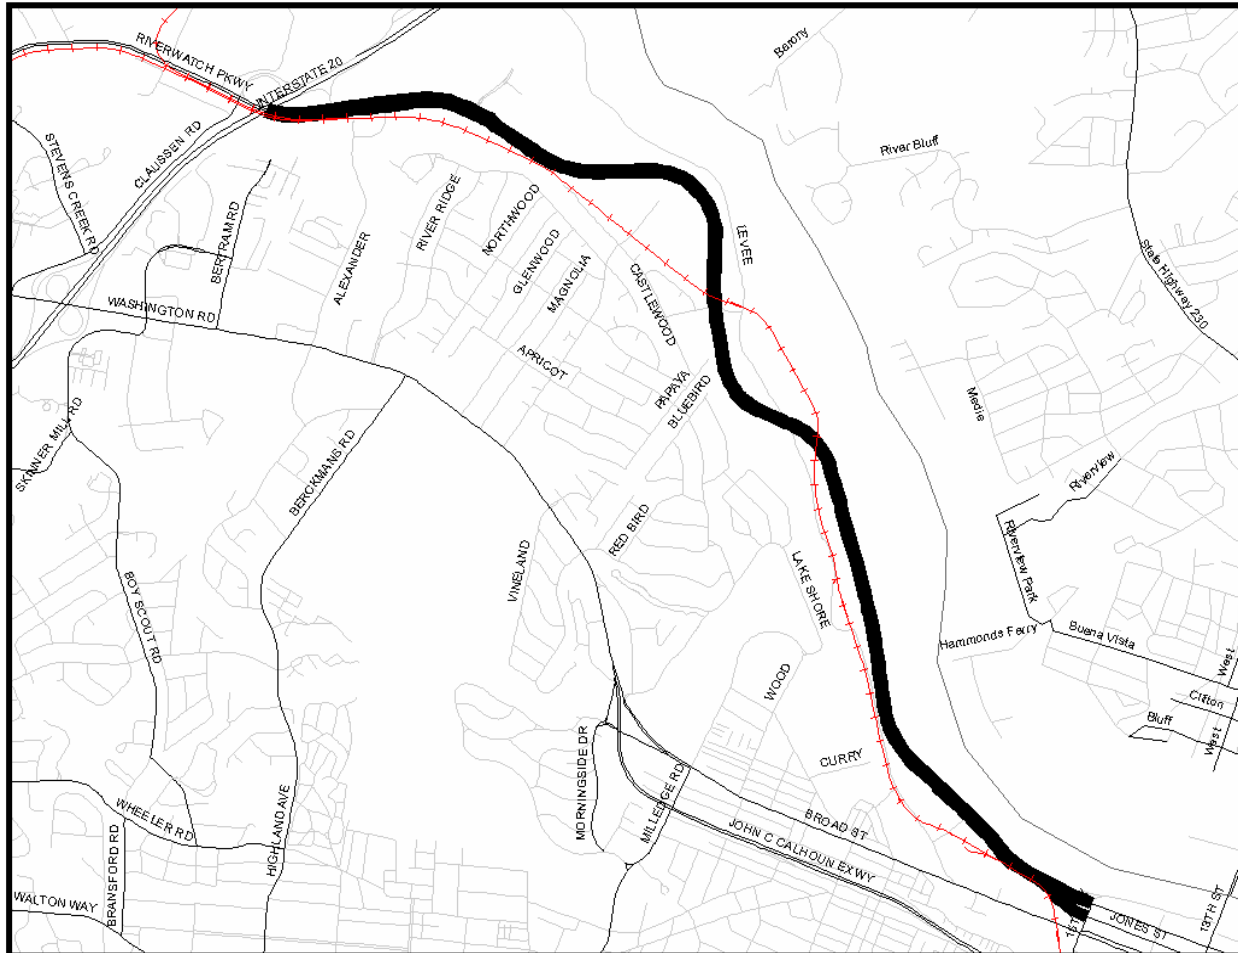 RIVERWATCH PKWY
INTERSTATE 20
Barony
STEVENS CREEK RD
CLAUSSEN RD
River Bluff
BERTRAM RD
RIVER RIDGE
NORTHWOOD
ALEXANDER
GLENWOOD
MAGNOLIA
LEVEE
CASTLEWOOD
State Highway 230
WASHINGTON RD
APRICOT
PAPAYA
BLUEBIRD
Medie
SKINNER MILL RD
BERCKMANS RD
Riverview
RED BIRD
VINELAND
Riverview Park
LAKE SHORE
BOY SCOUT RD
Hammonds Ferry
Buena Vista
West
WOOD
Clifton
Bluff
West
CURRY
MORNINGSIDE DR
MILLEDGE RD
BROAD ST
WHEELER RD
HIGHLAND AVE
JOHN C CALHOUN EXWY
BRANSFORD RD
WALTON WAY
JONES ST
13TH ST